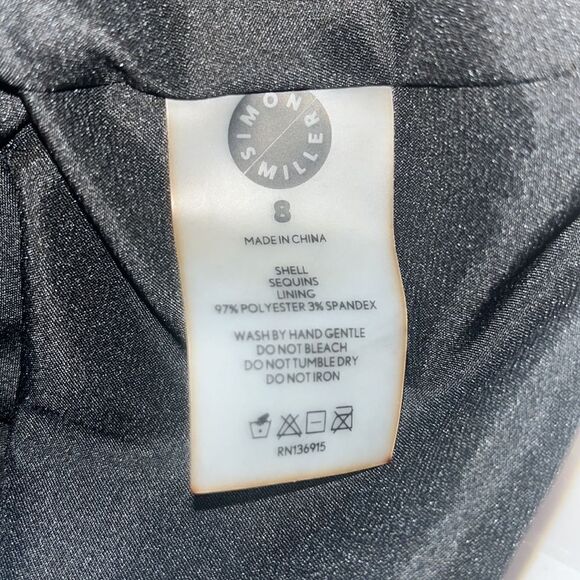 SIMON
MILLER
8
MADE IN CHINA
SHELL
SEQUINS
LINING
97% POLYESTER 3% SPANDEX
WASH BY HAND GENTLE
DO NOT BLEACH
DO NOT TUMBLE DRY
DO NOT IRON
RN136915